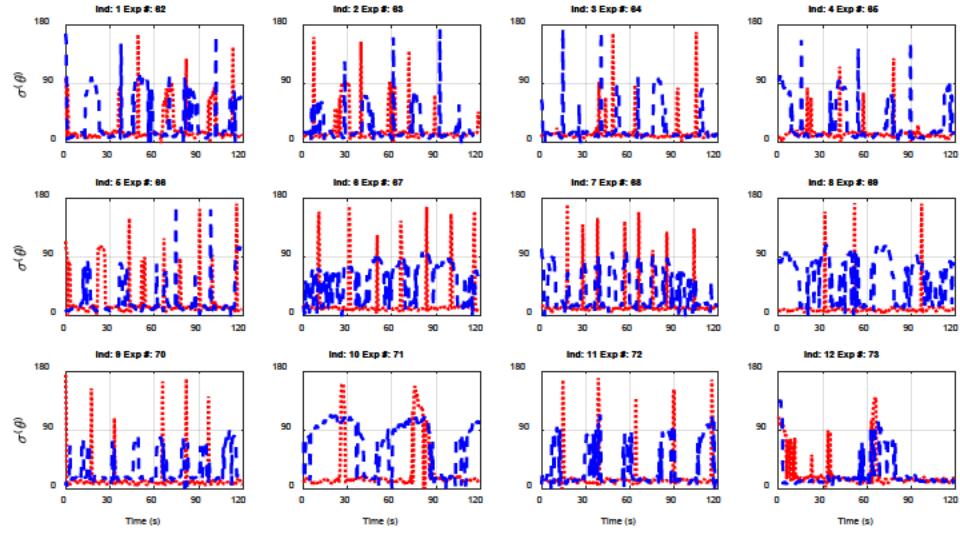 Ind: 1 Exp #: 62 Ind: 2 Exp #: 63 Ind: 3 Exp #: 64 Ind: 4 Exp #: 65
180 180 180 180
σ(θ) 90 90 90 90
0 0 0 0
0 30 60 90 120 0 30 60 90 120 0 30 60 90 120 0 30 60 90 120
Ind: 5 Exp #: 66 Ind: 6 Exp #: 67 Ind: 7 Exp #: 68 Ind: 8 Exp #: 69
180 180 180 180
σ(θ) 90 90 90 90
0 0 0 0
0 30 60 90 120 0 30 60 90 120 0 30 60 90 120 0 30 60 90 120
Ind: 9 Exp #: 70 Ind: 10 Exp #: 71 Ind: 11 Exp #: 72 Ind: 12 Exp #: 73
180 180 180 180
σ(θ) 90 90 90 90
0 0 0 0
0 30 60 90 120 0 30 60 90 120 0 30 60 90 120 0 30 60 90 120
Time (s) Time (s) Time (s) Time (s)